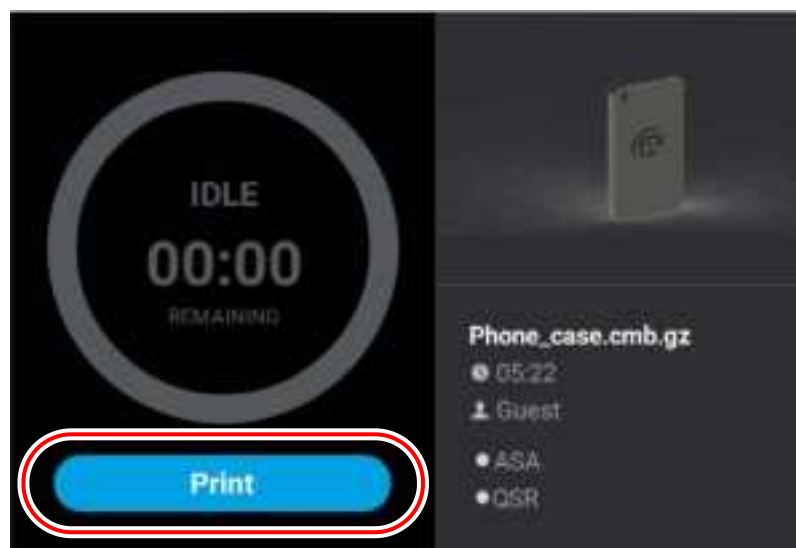 IDLE
00:00
REMAINING
Print
Phone_case.cmb.gz
05:22
Guest
ASA
QSR